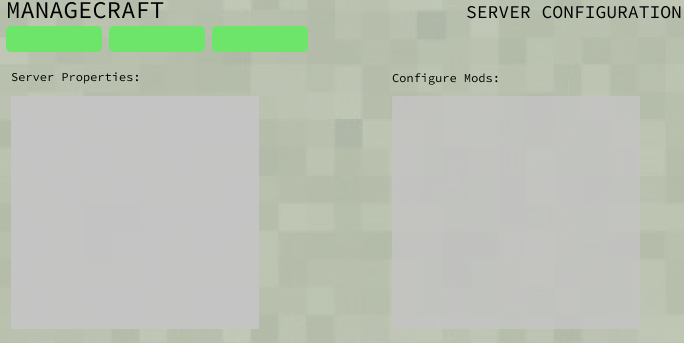 MANAGECRAFT
SERVER CONFIGURATION
Server Properties:
Configure Mods: